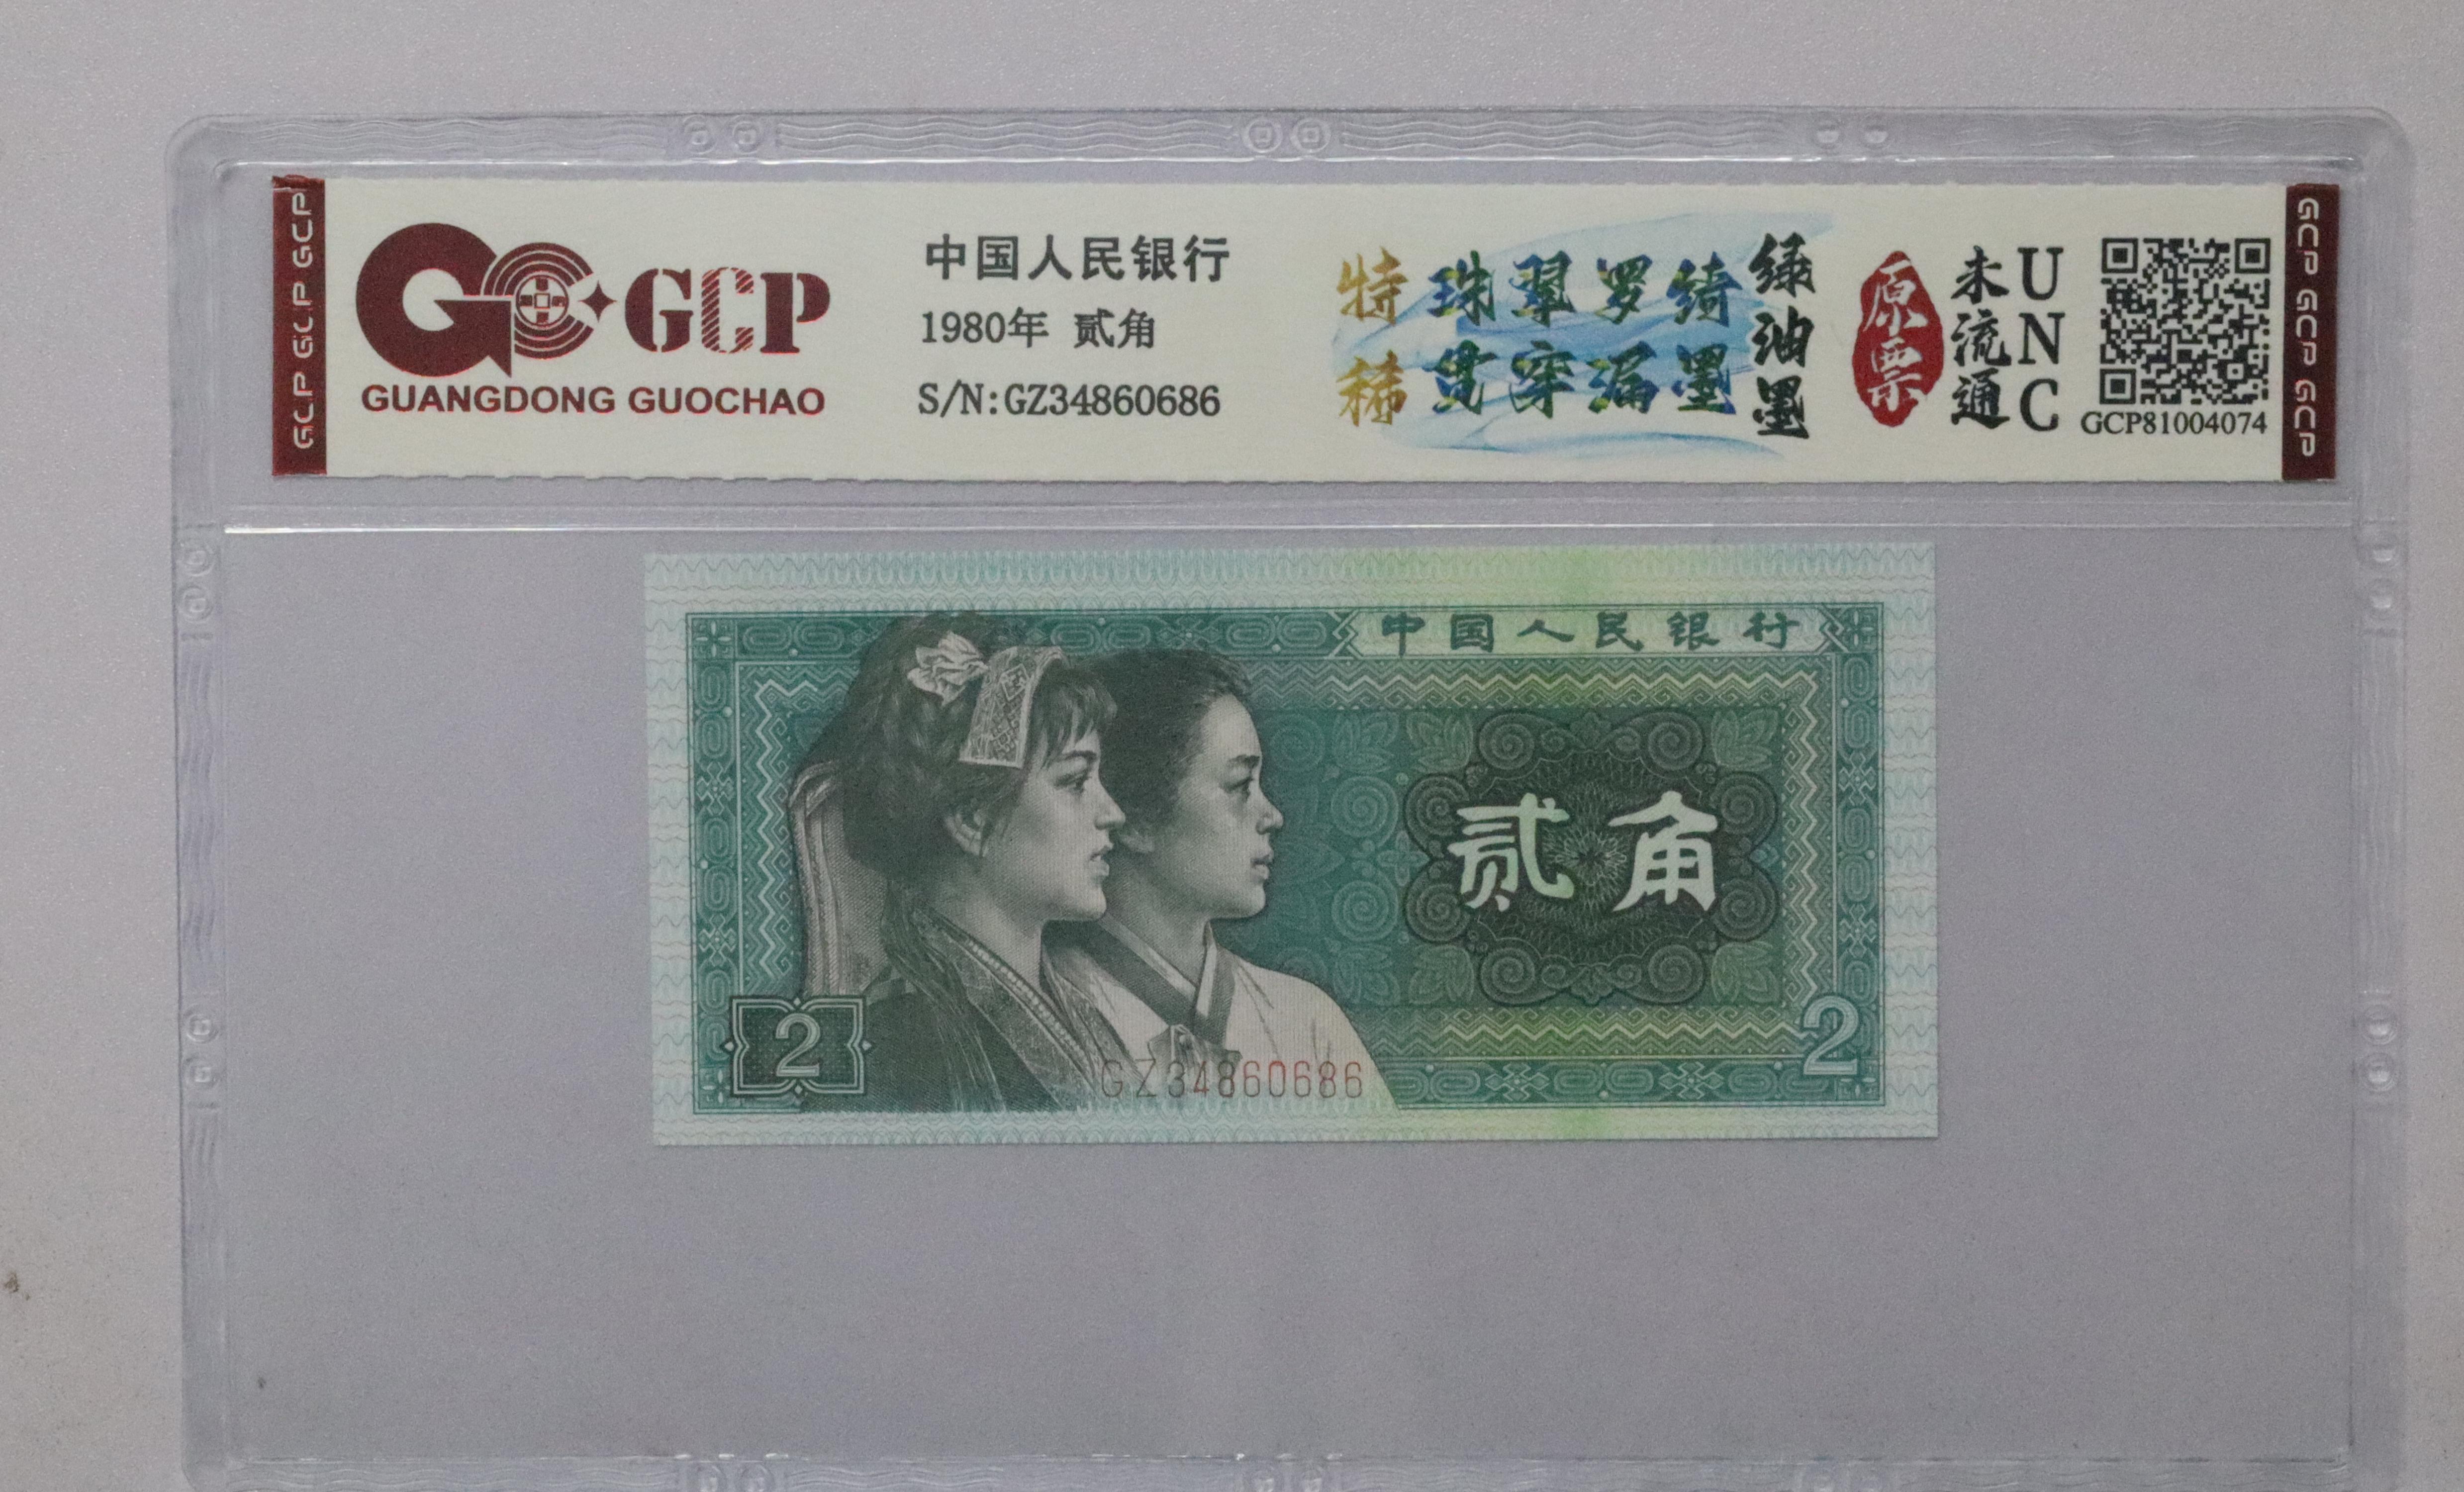 GCP GCP GCP
GCP
GUANGDONG GUOCHAO
中国人民银行
1980年 贰角
S/N:GZ34860686
特稀
珠翠罗绮
贯穿漏墨
绿油墨
原票
未流通
UNC
GCP81004074
GCP GCP GCP
中国人民银行
贰角
2
GZ34860686
2